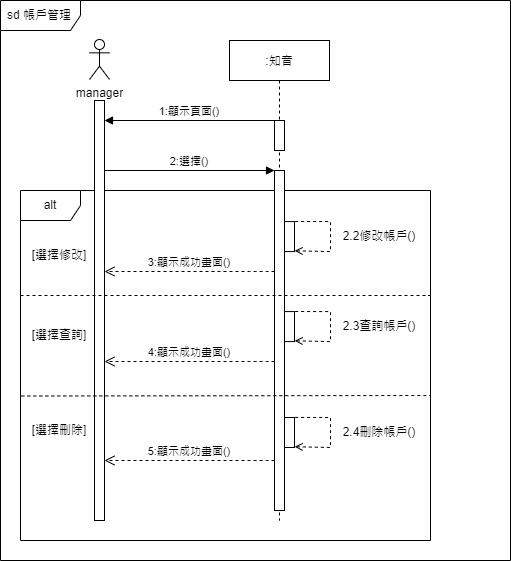 sd 帳戶管理
manager
:知音
1:顯示頁面()
2:選擇()
alt
[選擇修改]
2.2修改帳戶()
3:顯示成功畫面()
[選擇查詢]
2.3查詢帳戶()
4:顯示成功畫面()
[選擇刪除]
2.4刪除帳戶()
5:顯示成功畫面()